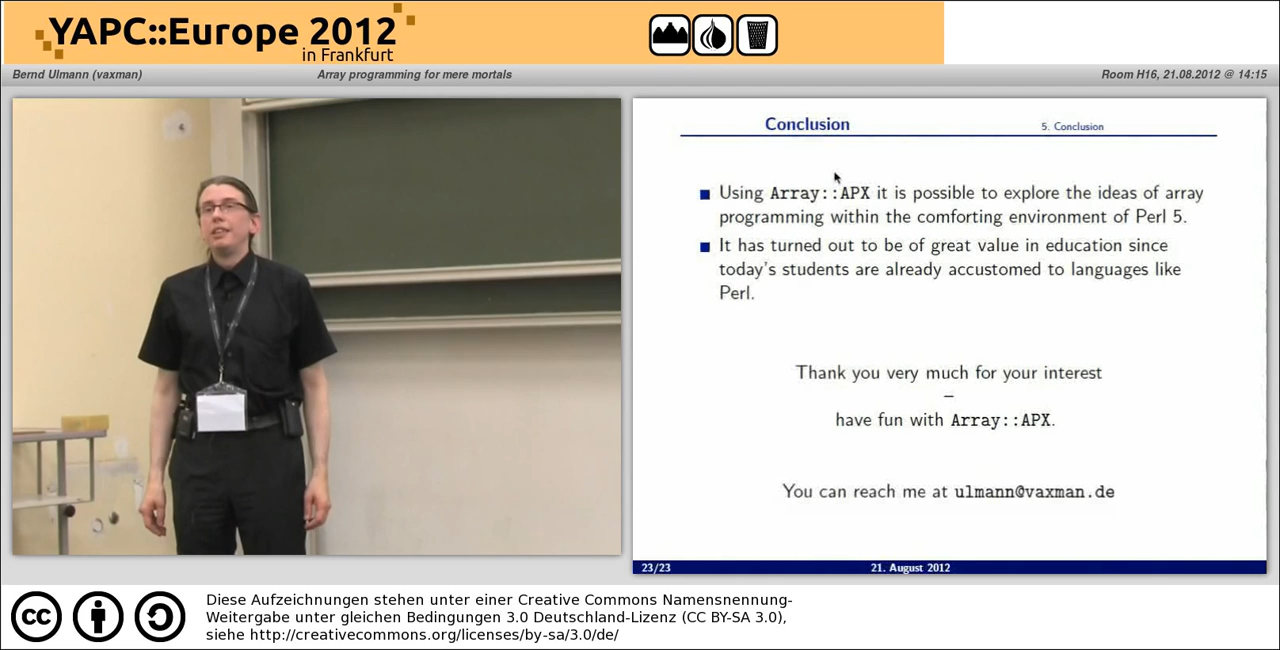 YAPC::Europe 2012
in Frankfurt
Bernd Ulmann (vaxman)
Array programming for mere mortals
Room H16, 21.08.2012 @ 14:15
Conclusion
5. Conclusion
Using Array::APX it is possible to explore the ideas of array
programming within the comforting environment of Perl 5.
It has turned out to be of great value in education since
today's students are already accustomed to languages like
Perl.
Thank you very much for your interest
–
have fun with Array::APX.
You can reach me at ulmann@vaxman.de
23/23
21. August 2012
cc
Diese Aufzeichnungen stehen unter einer Creative Commons Namensnennung-
Weitergabe unter gleichen Bedingungen 3.0 Deutschland-Lizenz (CC BY-SA 3.0),
siehe http://creativecommons.org/licenses/by-sa/3.0/de/